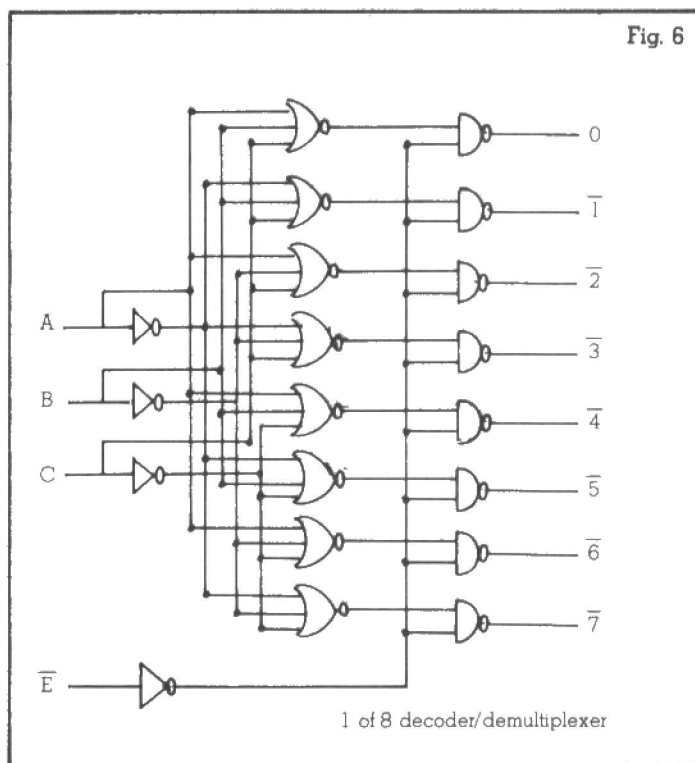 Fig. 6
0
1̅
2̅
3̅
A
B
4̅
C
5̅
6̅
7̅
E̅
1 of 8 decoder/demultiplexer